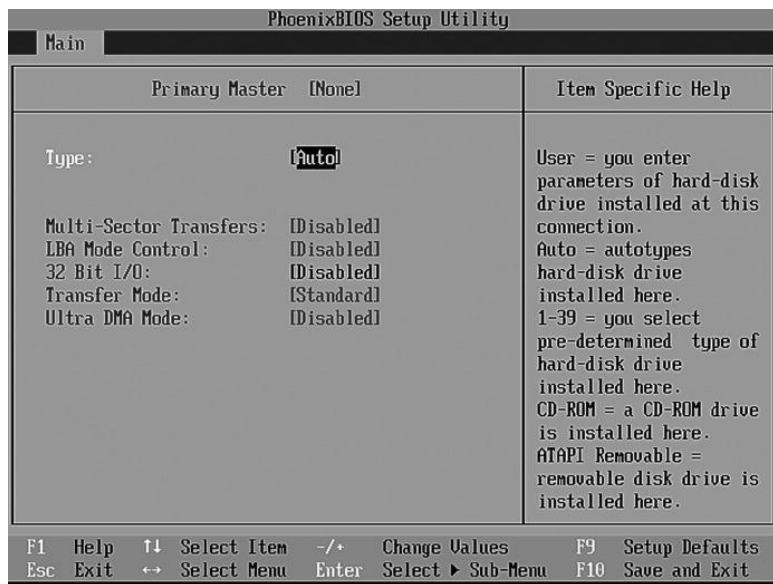 PhoenixBIOS Setup Utility
Main
Primary Master [None]
Item Specific Help
Type: [Auto]
Multi-Sector Transfers: [Disabled]
LBA Mode Control: [Disabled]
32 Bit I/O: [Disabled]
Transfer Mode: [Standard]
Ultra DMA Mode: [Disabled]
User = you enter
parameters of hard-disk
drive installed at this
connection.
Auto = autotypes
hard-disk drive
installed here.
1-39 = you select
pre-determined type of
hard-disk drive
installed here.
CD-ROM = a CD-ROM drive
is installed here.
ATAPI Removable =
removable disk drive is
installed here.
F1 Help ↑↓ Select Item -/+ Change Values F9 Setup Defaults
Esc Exit ↔ Select Menu Enter Select ▶ Sub-Menu F10 Save and Exit